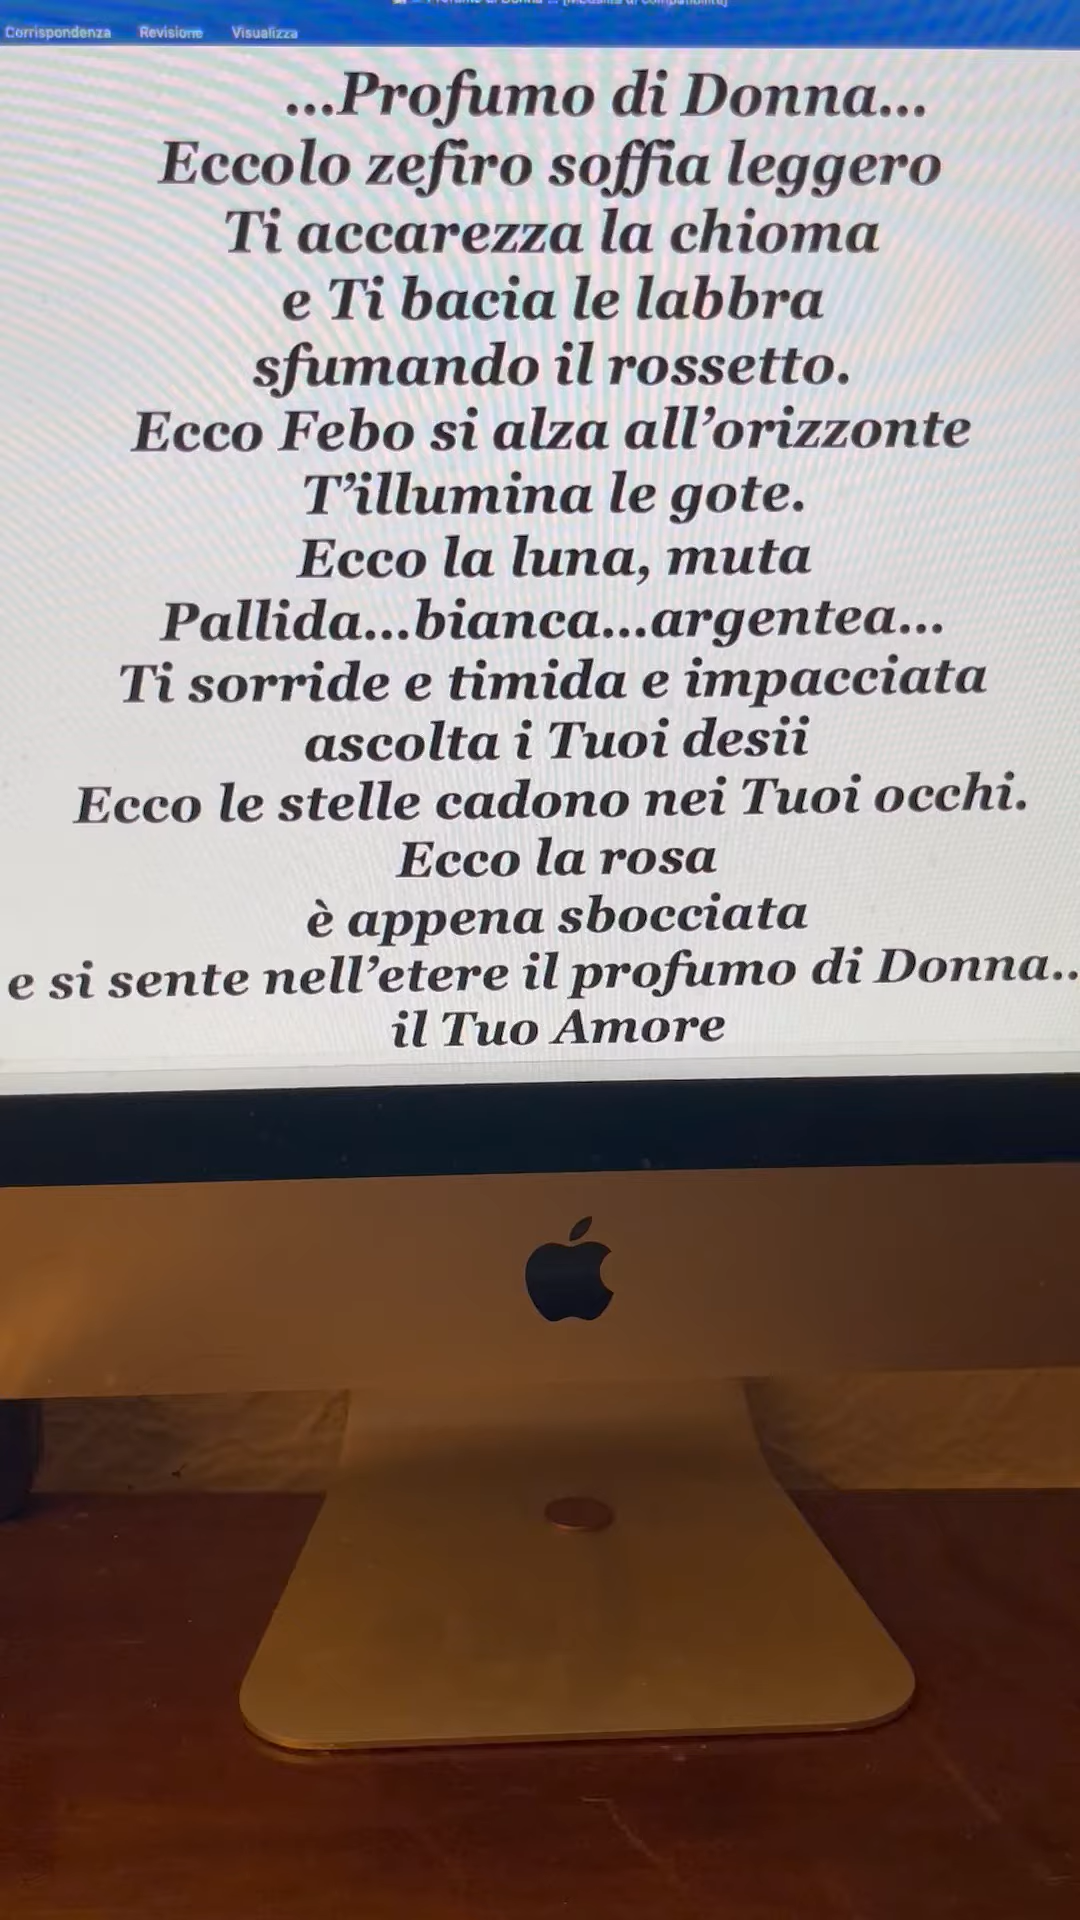 Corrispondenza Revisione Visualizza
...Profumo di Donna...
Eccolo zefiro soffia leggero
Ti accarezza la chioma
e Ti bacia le labbra
sfumando il rossetto.
Ecco Febo si alza all’orizzonte
T’illumina le gote.
Ecco la luna, muta
Pallida...bianca...argentea...
Ti sorride e timida e impacciata
ascolta i Tuoi desii
Ecco le stelle cadono nei Tuoi occhi.
Ecco la rosa
è appena sbocciata
e si sente nell’etere il profumo di Donna..
il Tuo Amore